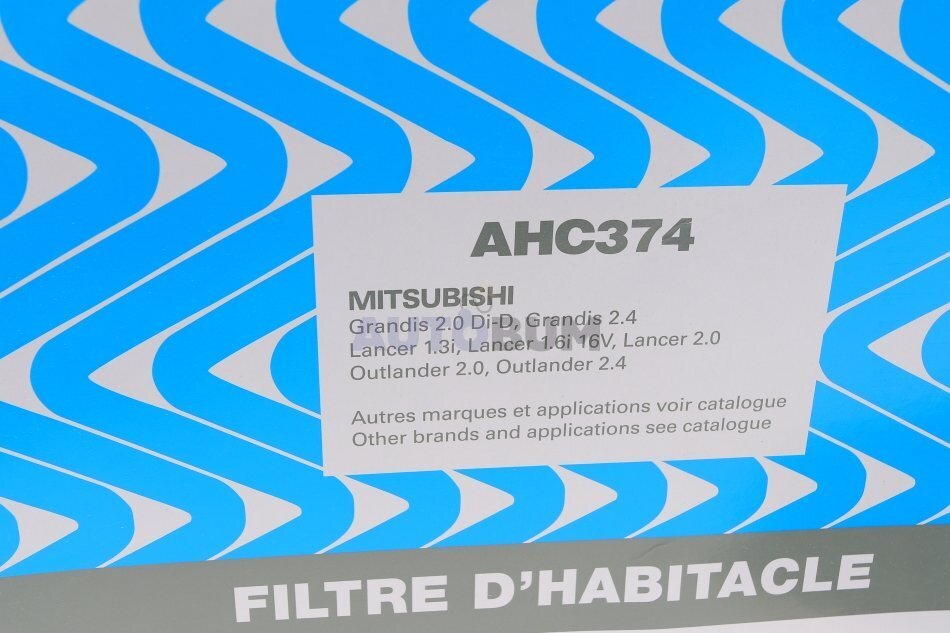 AHC374
MITSUBISHI
Grandis 2.0 Di-D, Grandis 2.4
AUTOBUM
Lancer 1.3i, Lancer 1.6i 16V, Lancer 2.0
Outlander 2.0, Outlander 2.4
Autres marques et applications voir catalogue
Other brands and applications see catalogue
FILTRE D'HABITACLE